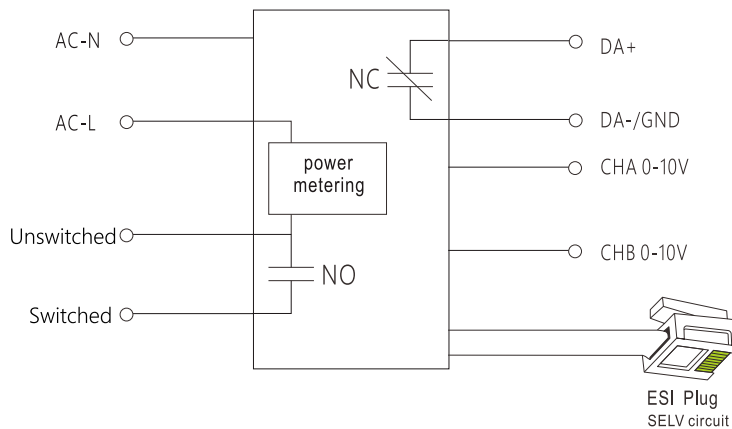 AC-N
AC-L
Unswitched
Switched
power
metering
NO
NC
DA+
DA-/GND
CHA 0-10V
CHB 0-10V
ESI Plug
SELV circuit